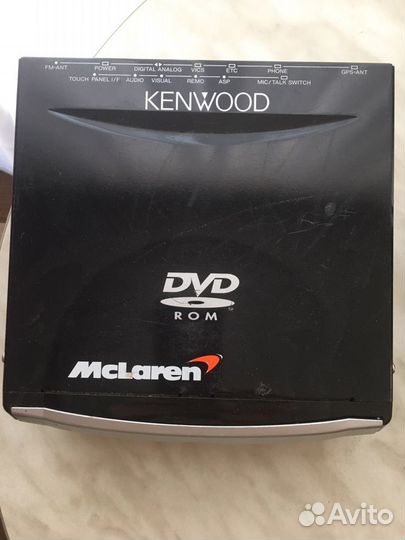 FM-ANT POWER DIGITAL ANALOG VICS ETC PHONE GPS-ANT
TOUCH PANEL I/F AUDIO VISUAL REMO ASP MIC/TALK SWITCH
KENWOOD
DVD
ROM
McLaren
Avito